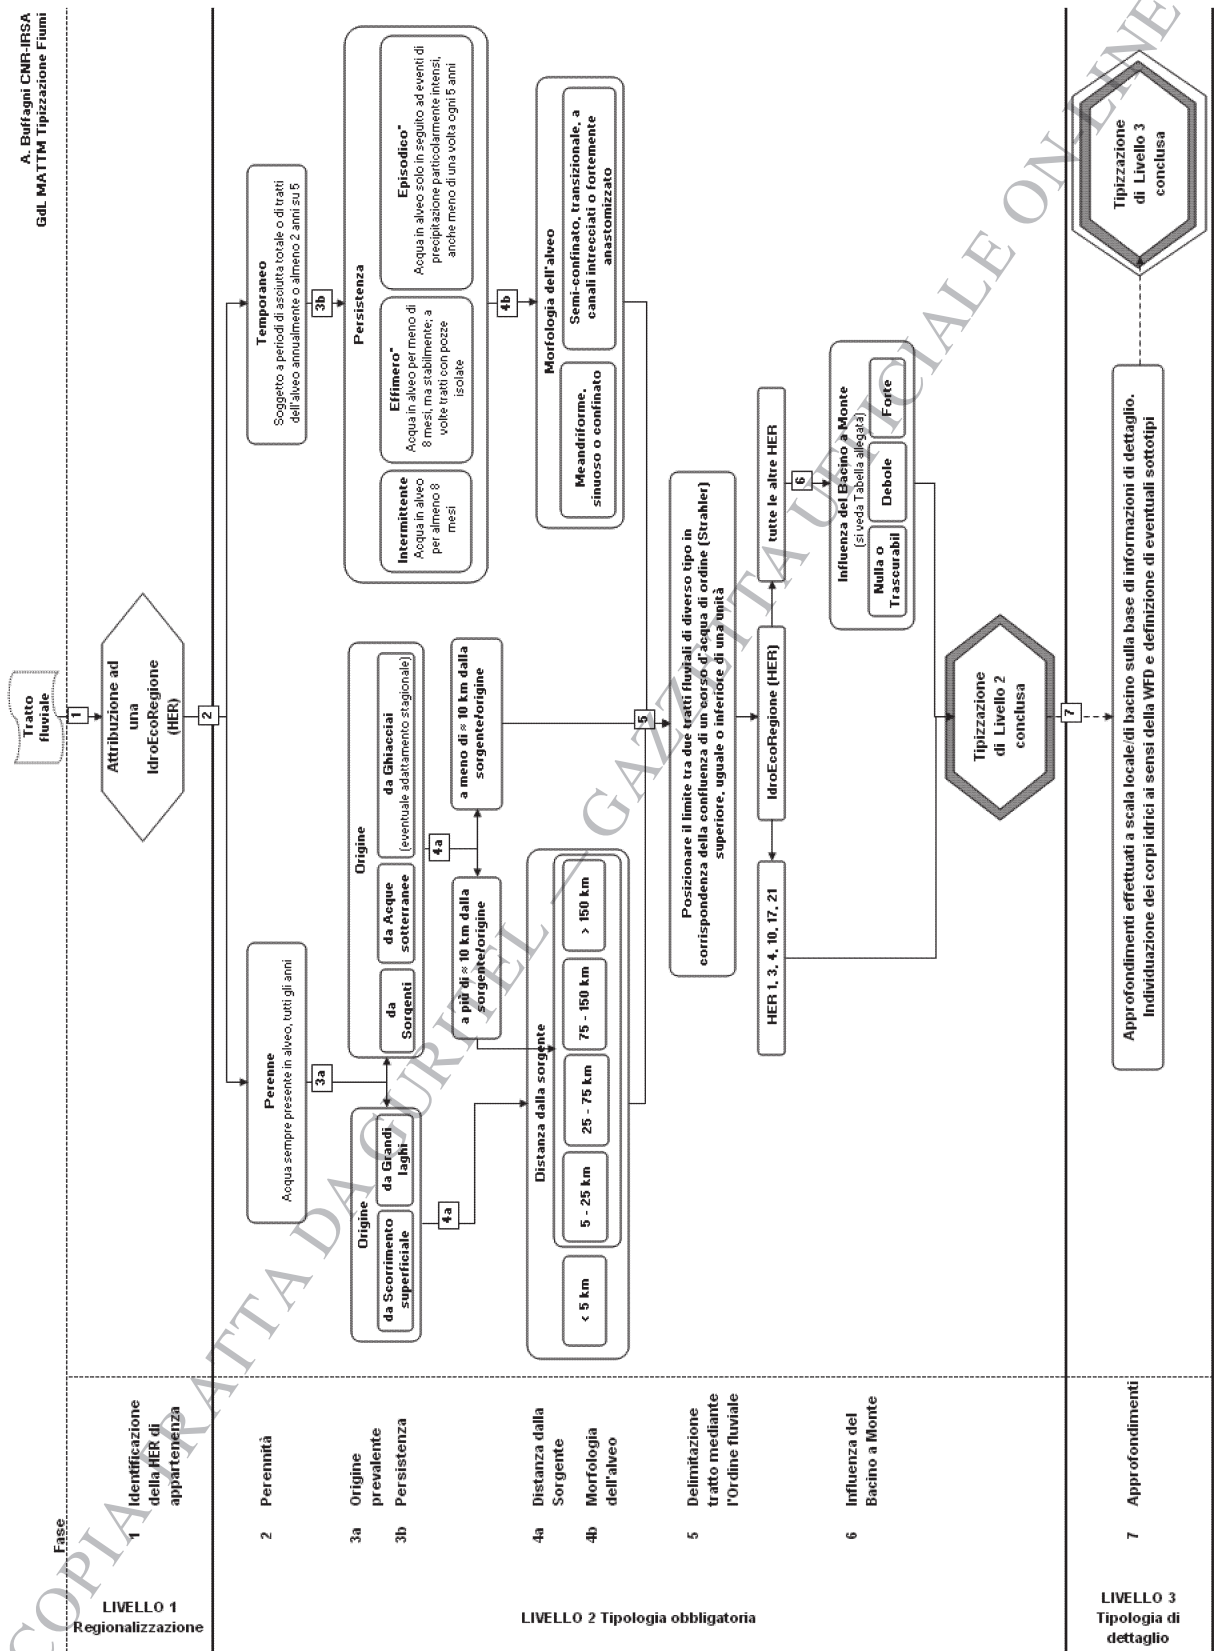 A. Buffagni CNR-IRSA
GdL MATTM Tipizzazione Fiumi
Fase
LIVELLO 1
Regionalizzazione
1 Identificazione
della HER di
appartenenza
Tratto
fluviale
1
Attribuzione ad
una
IdroEcoRegione
(HER)
2
LIVELLO 2 Tipologia obbligatoria
2 Perennità
Perenne
Acqua sempre presente in alveo, tutti gli anni
Temporaneo
Soggetto a periodi di asciutta totale o di tratti
dell'alveo annualmente o almeno 2 anni su 5
3a
3b
3a Origine
prevalente
3b Persistenza
Origine
da Scorrimento
superficiale
da Grandi
laghi
Origine
da
Sorgenti
da Acque
sotterranee
da Ghiacciai
(eventuale adattamento stagionale)
Persistenza
Intermittente
Acqua in alveo
per almeno 8
mesi
Effimero"
Acqua in alveo per meno di
8 mesi, ma stabilmente; a
volte tratti con pozze
isolate
Episodico"
Acqua in alveo solo in seguito ad eventi di
precipitazione particolarmente intensi,
anche meno di una volta ogni 5 anni
4a
4a
4b
a più di ≈ 10 km dalla
sorgente/origine
a meno di ≈ 10 km dalla
sorgente/origine
4a Distanza dalla
Sorgente
4b Morfologia
dell'alveo
Distanza dalla sorgente
< 5 km
5 - 25 km
25 - 75 km
75 - 150 km
> 150 km
Morfologia dell'alveo
Meandriforme,
sinuoso o confinato
Semi-confinato, transizionale, a
canali intrecciati o fortemente
anastomizzato
5
5 Delimitazione
tratto mediante
l'Ordine fluviale
Posizionare il limite tra due tratti fluviali di diverso tipo in
corrispondenza della confluenza di un corso d'acqua di ordine (Strahler)
superiore, uguale o inferiore di una unità
HER 1, 3, 4, 10, 17, 21
IdroEcoRegione (HER)
tutte le altre HER
6
6 Influenza del
Bacino a Monte
Influenza del Bacino a Monte
(si veda Tabella allegata)
Nulla o
Trascurabil
Debole
Forte
Tipizzazione
di Livello 2
conclusa
7
LIVELLO 3
Tipologia di
dettaglio
7 Approfondimenti
Approfondimenti effettuati a scala locale/di bacino sulla base di informazioni di dettaglio.
Individuazione dei corpi idrici ai sensi della WFD e definizione di eventuali sottotipi
Tipizzazione
di Livello 3
conclusa
COPIA TRATTA DA GURITEL — GAZZETTA UFFICIALE ON-LINE